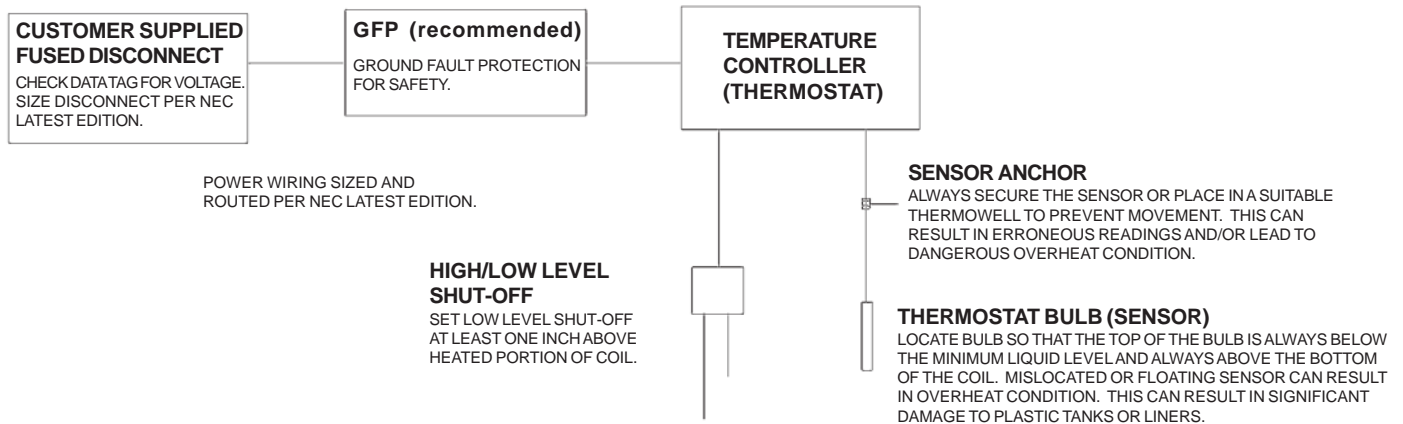 CUSTOMER SUPPLIED
FUSED DISCONNECT
CHECK DATA TAG FOR VOLTAGE.
SIZE DISCONNECT PER NEC
LATEST EDITION.
GFP (recommended)
GROUND FAULT PROTECTION
FOR SAFETY.
TEMPERATURE
CONTROLLER
(THERMOSTAT)
POWER WIRING SIZED AND
ROUTED PER NEC LATEST EDITION.
SENSOR ANCHOR
ALWAYS SECURE THE SENSOR OR PLACE IN A SUITABLE
THERMOWELL TO PREVENT MOVEMENT. THIS CAN
RESULT IN ERRONEOUS READINGS AND/OR LEAD TO
DANGEROUS OVERHEAT CONDITION.
HIGH/LOW LEVEL
SHUT-OFF
SET LOW LEVEL SHUT-OFF
AT LEAST ONE INCH ABOVE
HEATED PORTION OF COIL.
THERMOSTAT BULB (SENSOR)
LOCATE BULB SO THAT THE TOP OF THE BULB IS ALWAYS BELOW
THE MINIMUM LIQUID LEVEL AND ALWAYS ABOVE THE BOTTOM
OF THE COIL. MISLOCATED OR FLOATING SENSOR CAN RESULT
IN OVERHEAT CONDITION. THIS CAN RESULT IN SIGNIFICANT
DAMAGE TO PLASTIC TANKS OR LINERS.